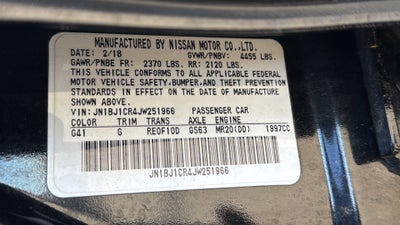 MANUFACTURED BY NISSAN MOTOR CO.,LTD.
DATE: 2/18 GVWR/PNBV: 4455 LBS.
GAWR/PNBE FR: 2370 LBS. RR: 2120 LBS.
THIS VEHICLE CONFORMS TO ALL APPLICABLE FEDERAL
MOTOR VEHICLE SAFETY,BUMPER,AND THEFT PREVENTION
STANDARDS IN EFFECT ON THE DATE OF MANUFACTURE
SHOWN ABOVE.
VIN: JN1BJ1CR4JW251966 PASSENGER CAR
COLOR TRIM TRANS AXLE ENGINE
G41 G RE0F10D GS63 MR20(DD) 1997CC
JN1BJ1CR4JW251966